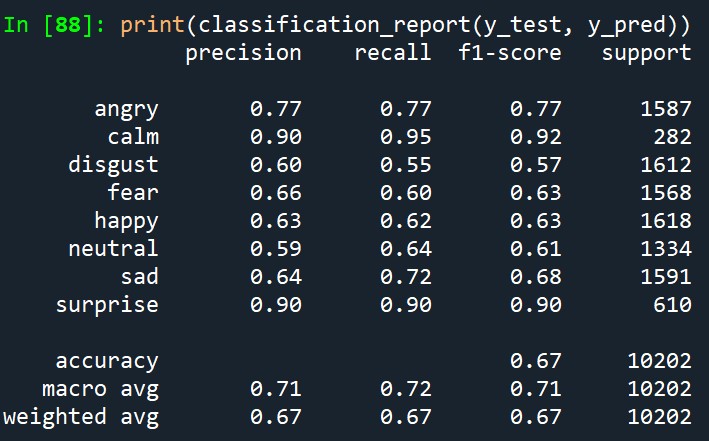 In [88]: print(classification_report(y_test, y_pred))
precision recall f1-score support
angry 0.77 0.77 0.77 1587
calm 0.90 0.95 0.92 282
disgust 0.60 0.55 0.57 1612
fear 0.66 0.60 0.63 1568
happy 0.63 0.62 0.63 1618
neutral 0.59 0.64 0.61 1334
sad 0.64 0.72 0.68 1591
surprise 0.90 0.90 0.90 610
accuracy 0.67 10202
macro avg 0.71 0.72 0.71 10202
weighted avg 0.67 0.67 0.67 10202